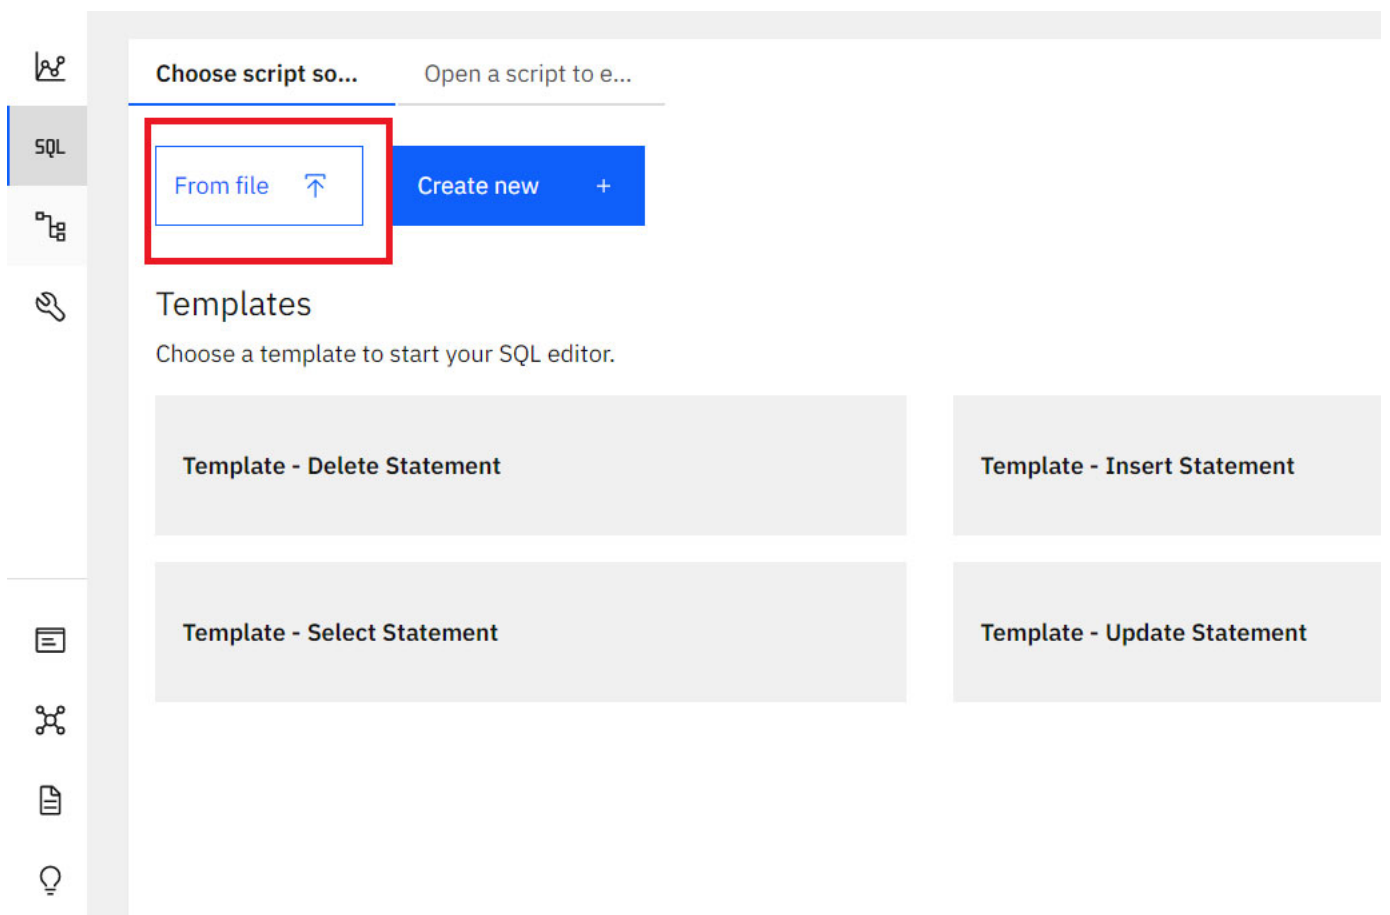 Choose script so...
Open a script to e...
SQL
From file
Create new +
Templates
Choose a template to start your SQL editor.
Template - Delete Statement
Template - Insert Statement
Template - Select Statement
Template - Update Statement